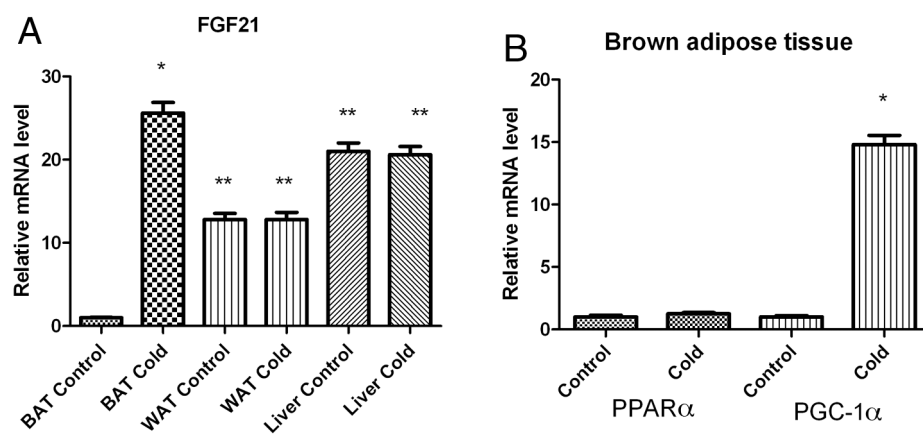 A
FGF21
Relative mRNA level
30
20
10
0
*
**
**
**
**
BAT Control
BAT Cold
WAT Control
WAT Cold
Liver Control
Liver Cold
B
Brown adipose tissue
Relative mRNA level
20
15
10
5
0
*
Control
Cold
Control
Cold
PPARα
PGC-1α